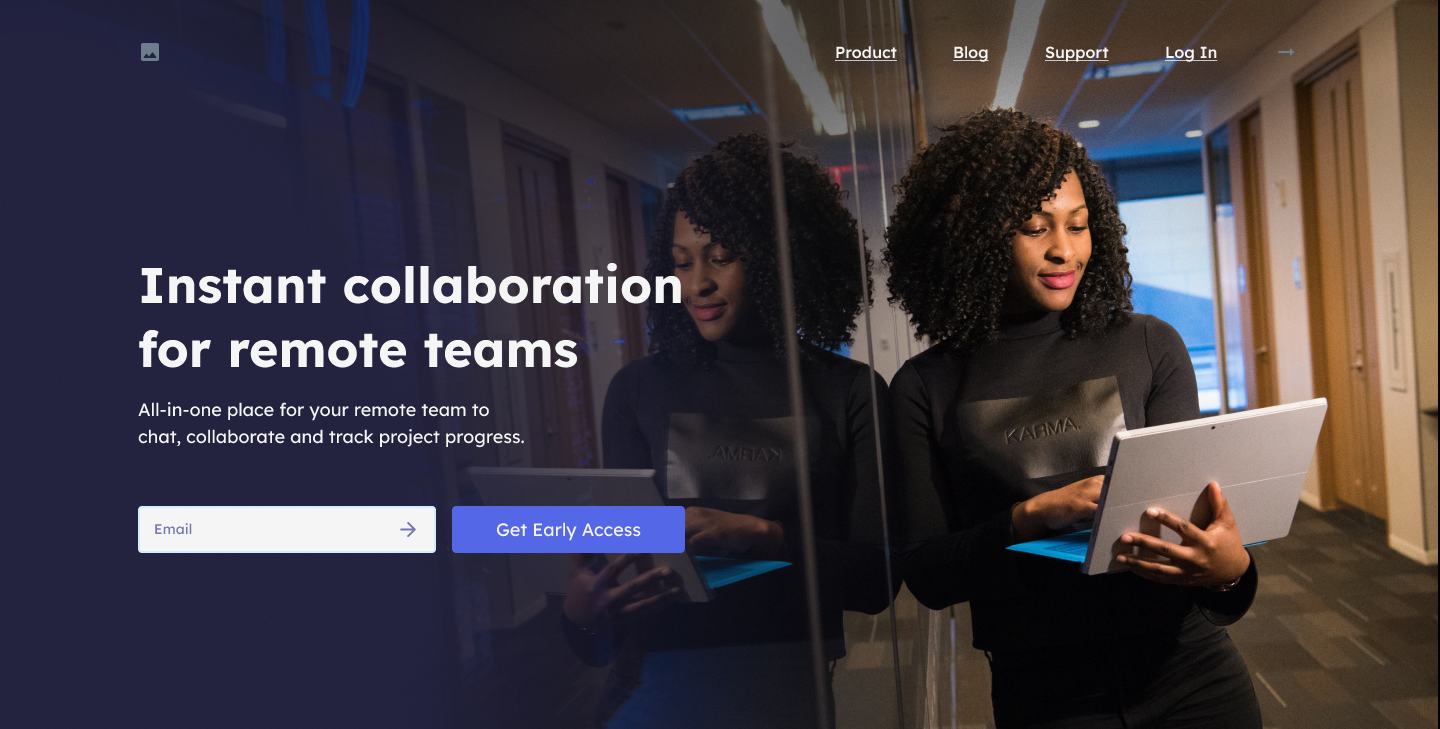 Product Blog Support Log In
Instant collaboration
for remote teams
All-in-one place for your remote team to
chat, collaborate and track project progress.
Email
Get Early Access
KARMA.
KARMA.